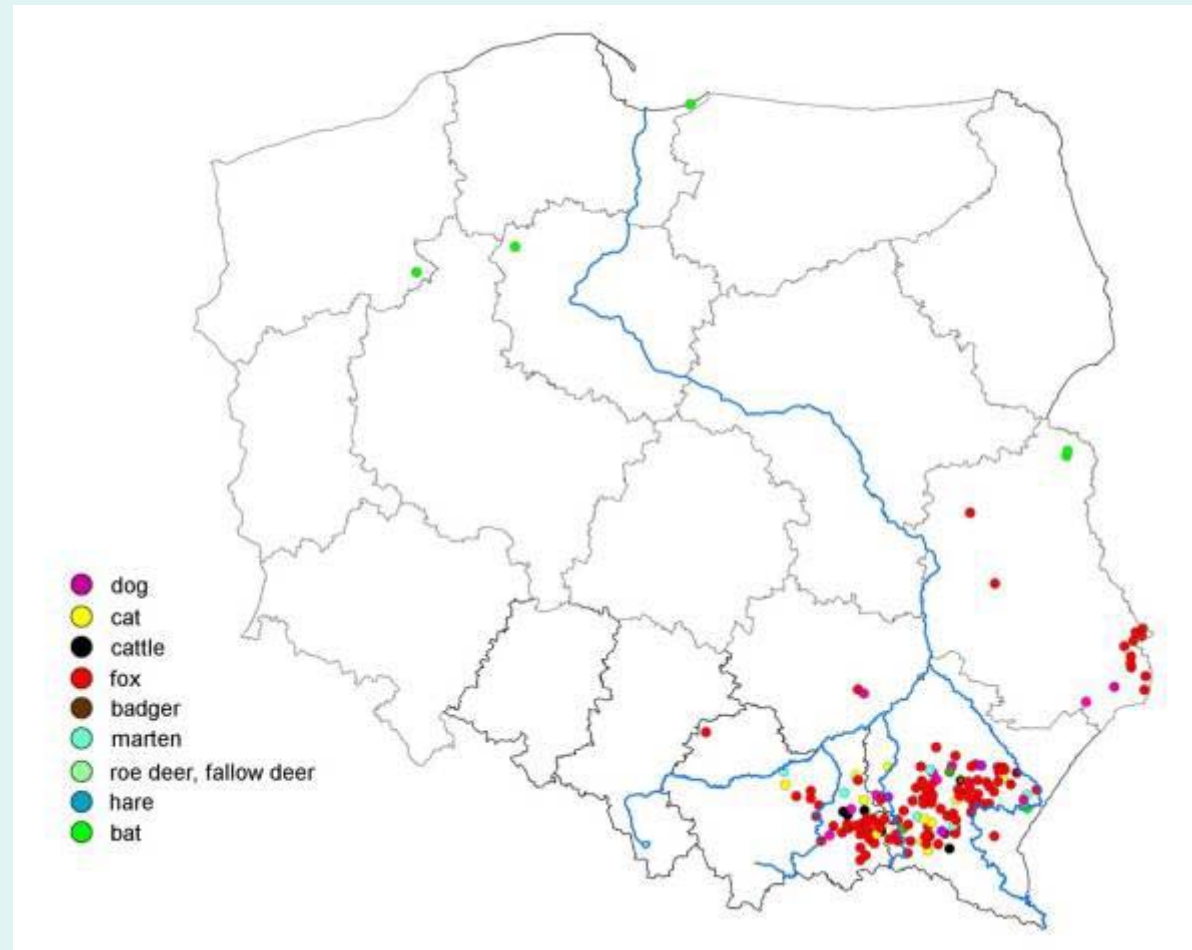 dog
cat
cattle
fox
badger
marten
roe deer, fallow deer
hare
bat